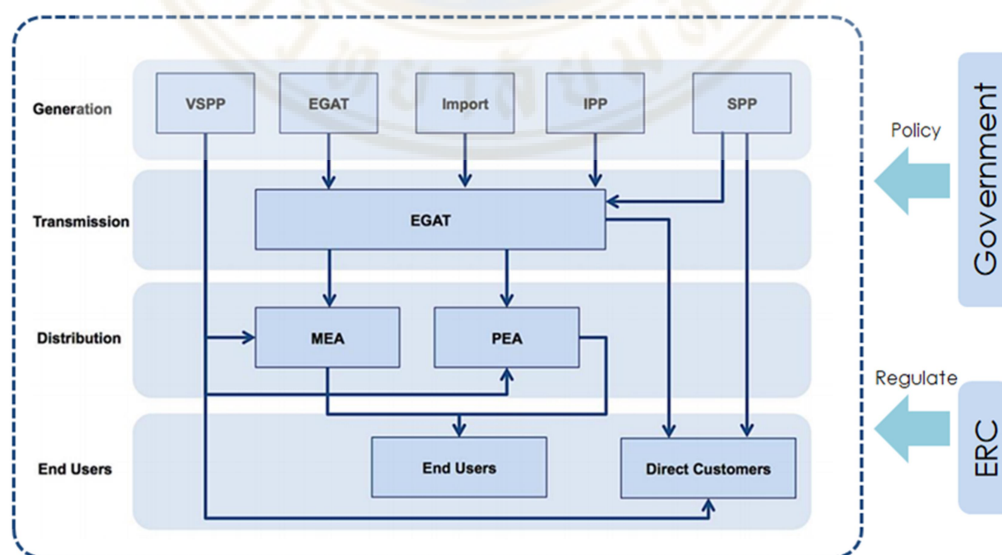 Generation
VSPP
EGAT
Import
IPP
SPP
Transmission
EGAT
Distribution
MEA
PEA
End Users
End Users
Direct Customers
Policy
Government
Regulate
ERC